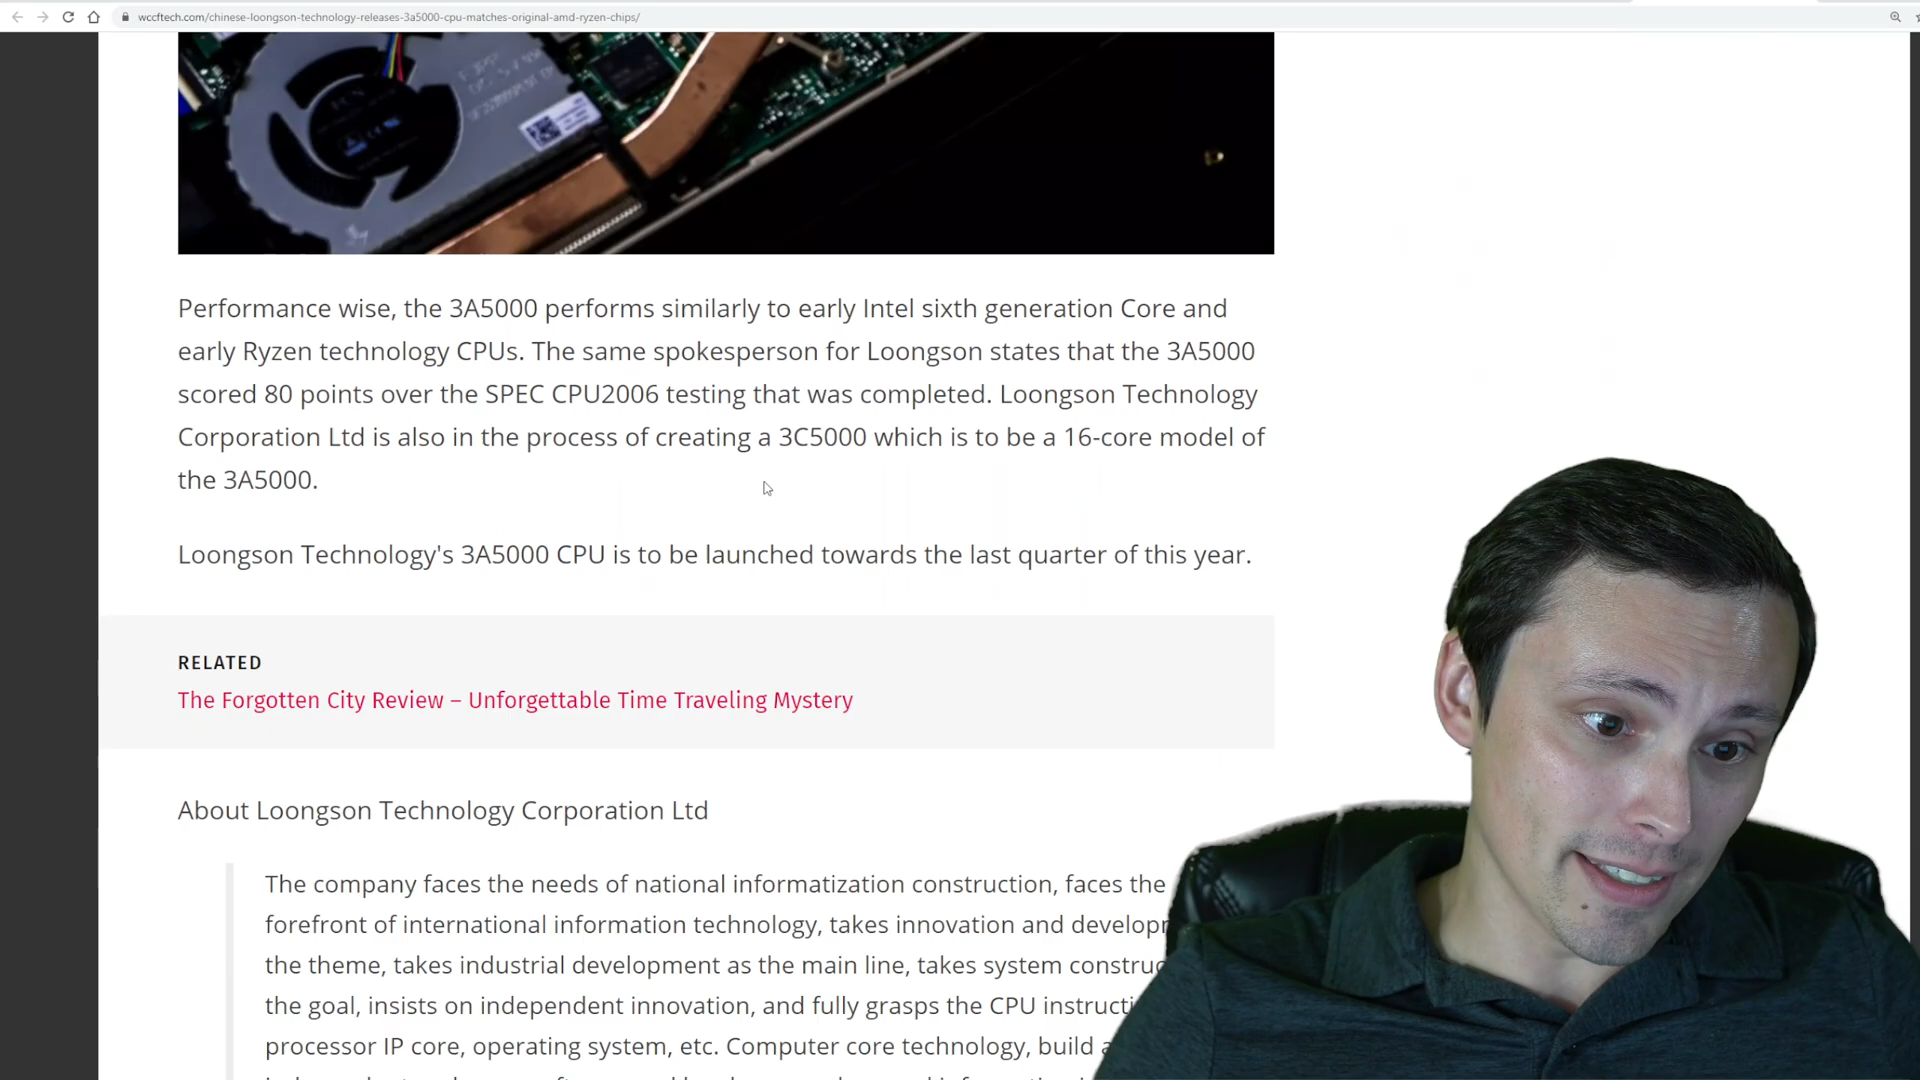 wccftech.com/chinese-loongson-technology-releases-3a5000-cpu-matches-original-amd-ryzen-chips/
Performance wise, the 3A5000 performs similarly to early Intel sixth generation Core and
early Ryzen technology CPUs. The same spokesperson for Loongson states that the 3A5000
scored 80 points over the SPEC CPU2006 testing that was completed. Loongson Technology
Corporation Ltd is also in the process of creating a 3C5000 which is to be a 16-core model of
the 3A5000.
Loongson Technology's 3A5000 CPU is to be launched towards the last quarter of this year.
RELATED
The Forgotten City Review – Unforgettable Time Traveling Mystery
About Loongson Technology Corporation Ltd
The company faces the needs of national informatization construction, faces the
forefront of international information technology, takes innovation and developm
the theme, takes industrial development as the main line, takes system construc
the goal, insists on independent innovation, and fully grasps the CPU instructi
processor IP core, operating system, etc. Computer core technology, build a